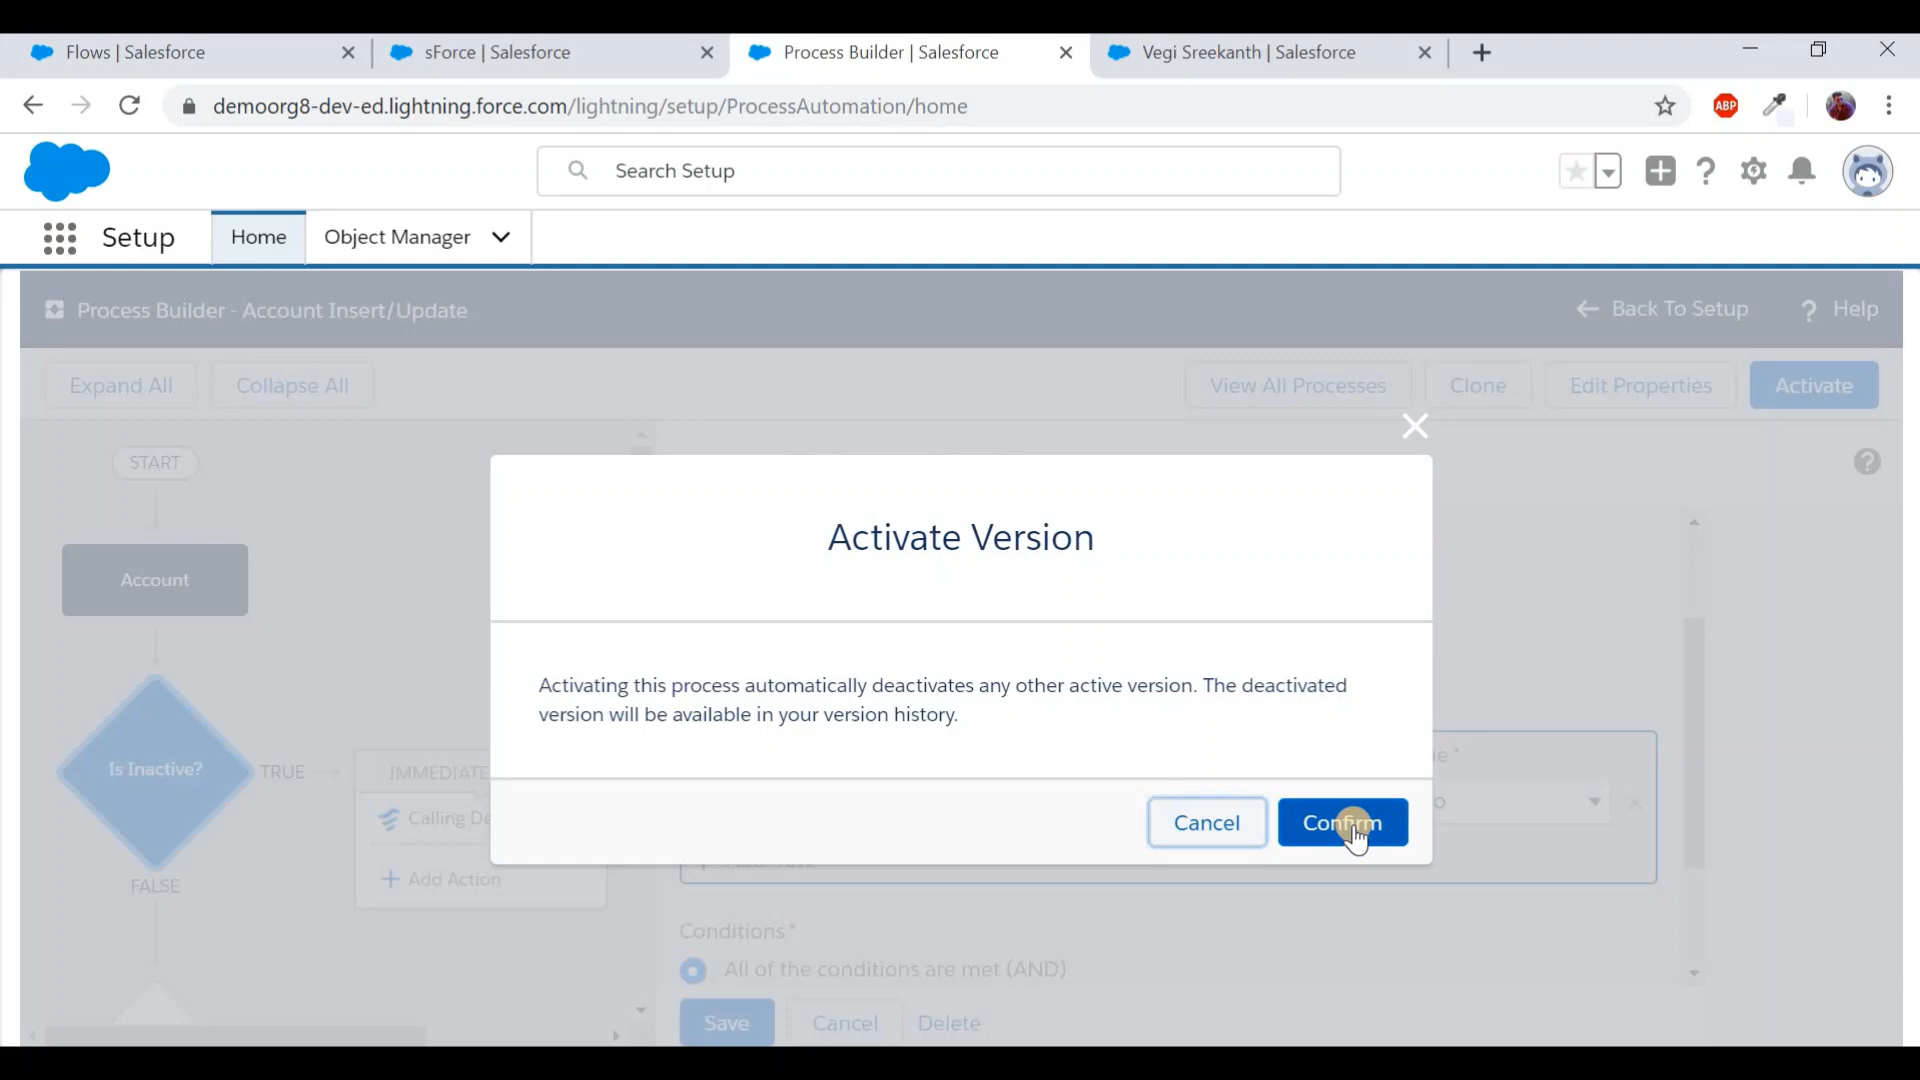 Flows | Salesforce
sForce | Salesforce
Process Builder | Salesforce
Vegi Sreekanth | Salesforce
demoorg8-dev-ed.lightning.force.com/lightning/setup/ProcessAutomation/home
ABP
Search Setup
Setup
Home
Object Manager
Process Builder - Account Insert/Update
Back To Setup
? Help
Expand All
Collapse All
View All Processes
Clone
Edit Properties
Activate
START
Account
Is Inactive?
TRUE
FALSE
IMMEDIATE
Calling De
+ Add Action
Activate Version
Activating this process automatically deactivates any other active version. The deactivated
version will be available in your version history.
Cancel
Confirm
Conditions*
All of the conditions are met (AND)
Save
Cancel
Delete